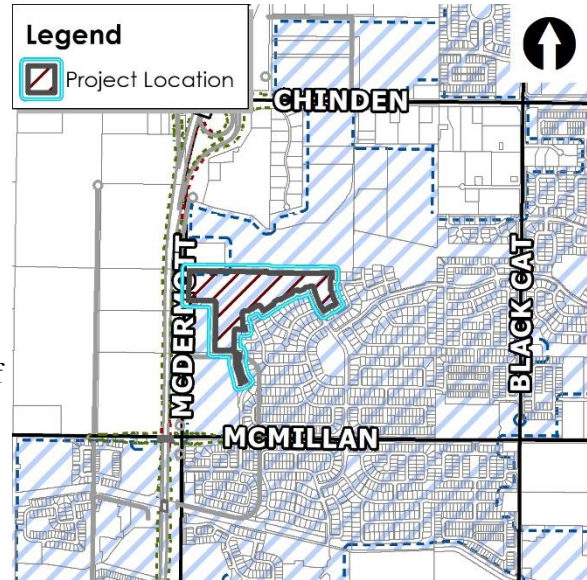 Legend
Project Location
CHINDEN
MCDERMOTT
BLACK CAT
MCMILLAN